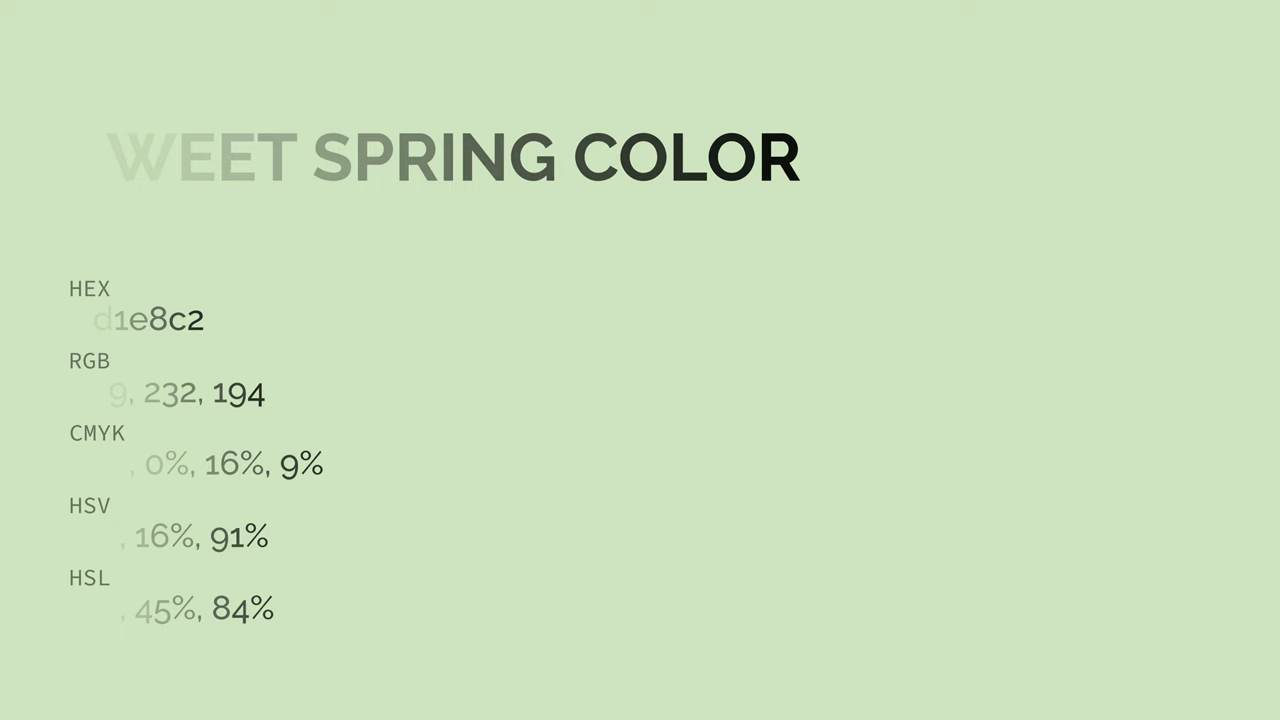 WEET SPRING COLOR
HEX
d1e8c2
RGB
9, 232, 194
CMYK
, 0%, 16%, 9%
HSV
, 16%, 91%
HSL
, 45%, 84%